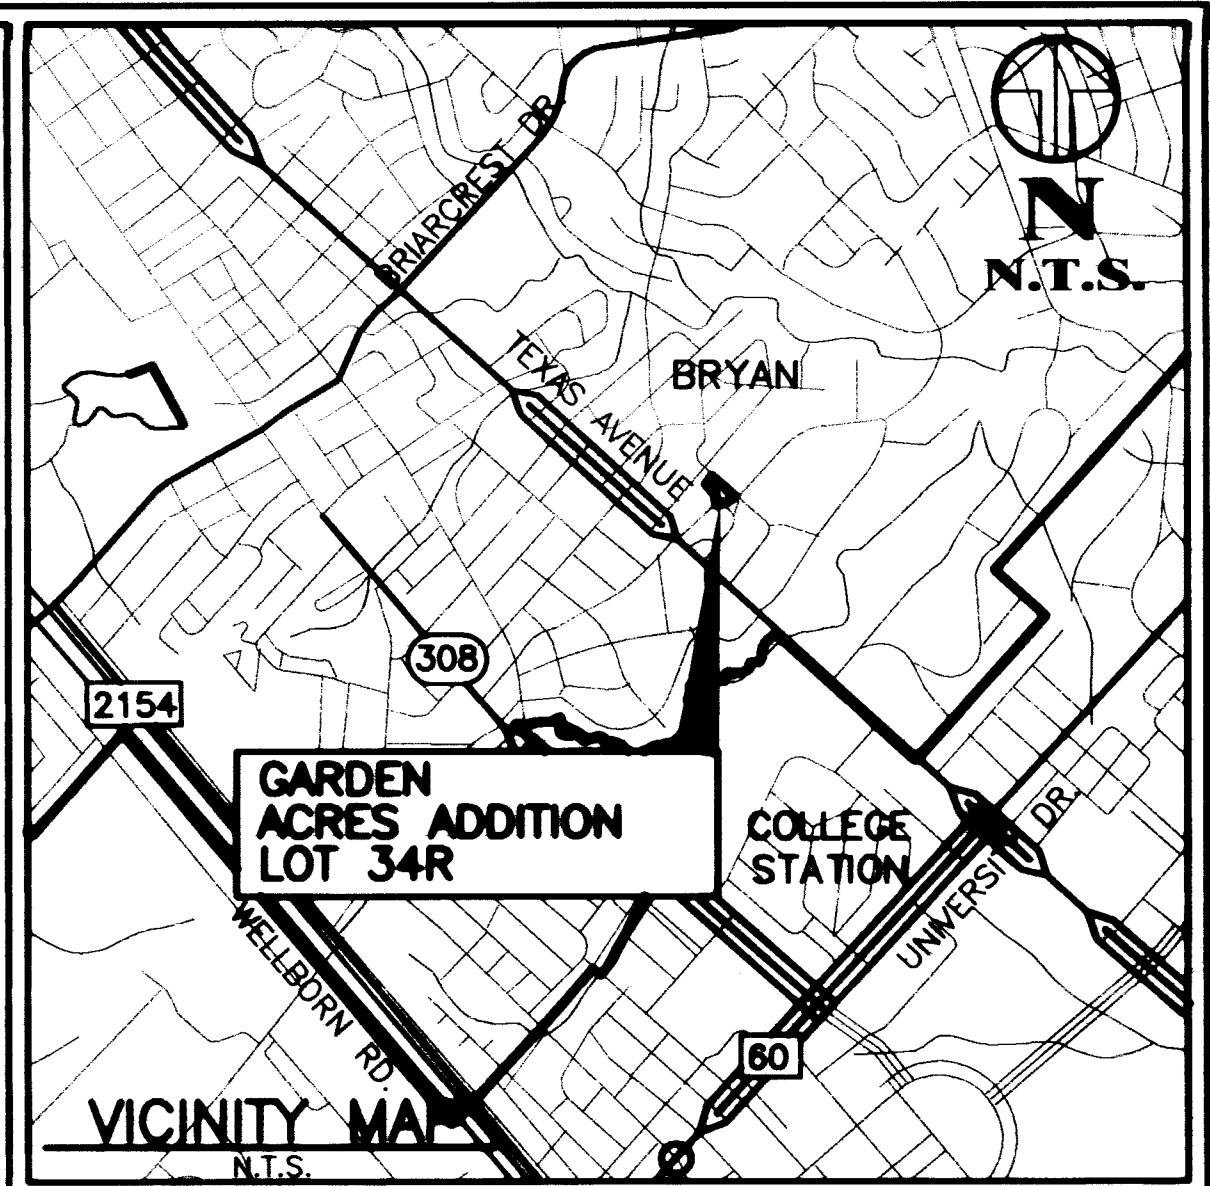 N
N.T.S.
BRIARCREST DR
TEXAS AVENUE
BRYAN
308
2154
GARDEN
ACRES ADDITION
LOT 34R
COLLEGE
STATION
UNIVERSITY DR.
WELLBORN RD.
60
VICINITY MAP
N.T.S.